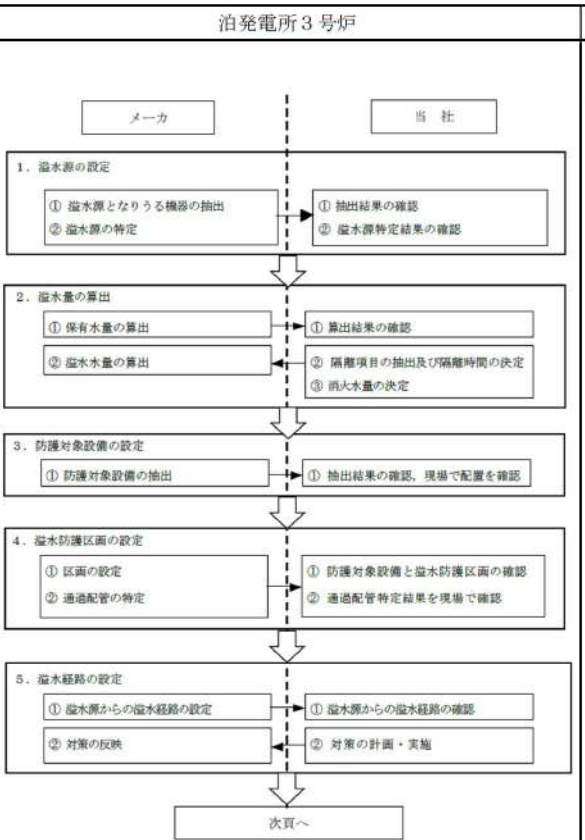 泊発電所3号炉
メーカ
当 社
1．溢水源の設定
① 溢水源となりうる機器の抽出
② 溢水源の特定
① 抽出結果の確認
② 溢水源特定結果の確認
2．溢水量の算出
① 保有水量の算出
① 算出結果の確認
② 溢水水量の算出
② 隔離項目の抽出及び隔離時間の決定
③ 消火水量の決定
3．防護対象設備の設定
① 防護対象設備の抽出
① 抽出結果の確認，現場で配置を確認
4．溢水防護区画の設定
① 区画の設定
② 通過配管の特定
① 防護対象設備と溢水防護区画の確認
② 通過配管特定結果を現場で確認
5．溢水経路の設定
① 溢水源からの溢水経路の設定
① 溢水源からの溢水経路の確認
② 対策の反映
② 対策の計画・実施
次頁へ